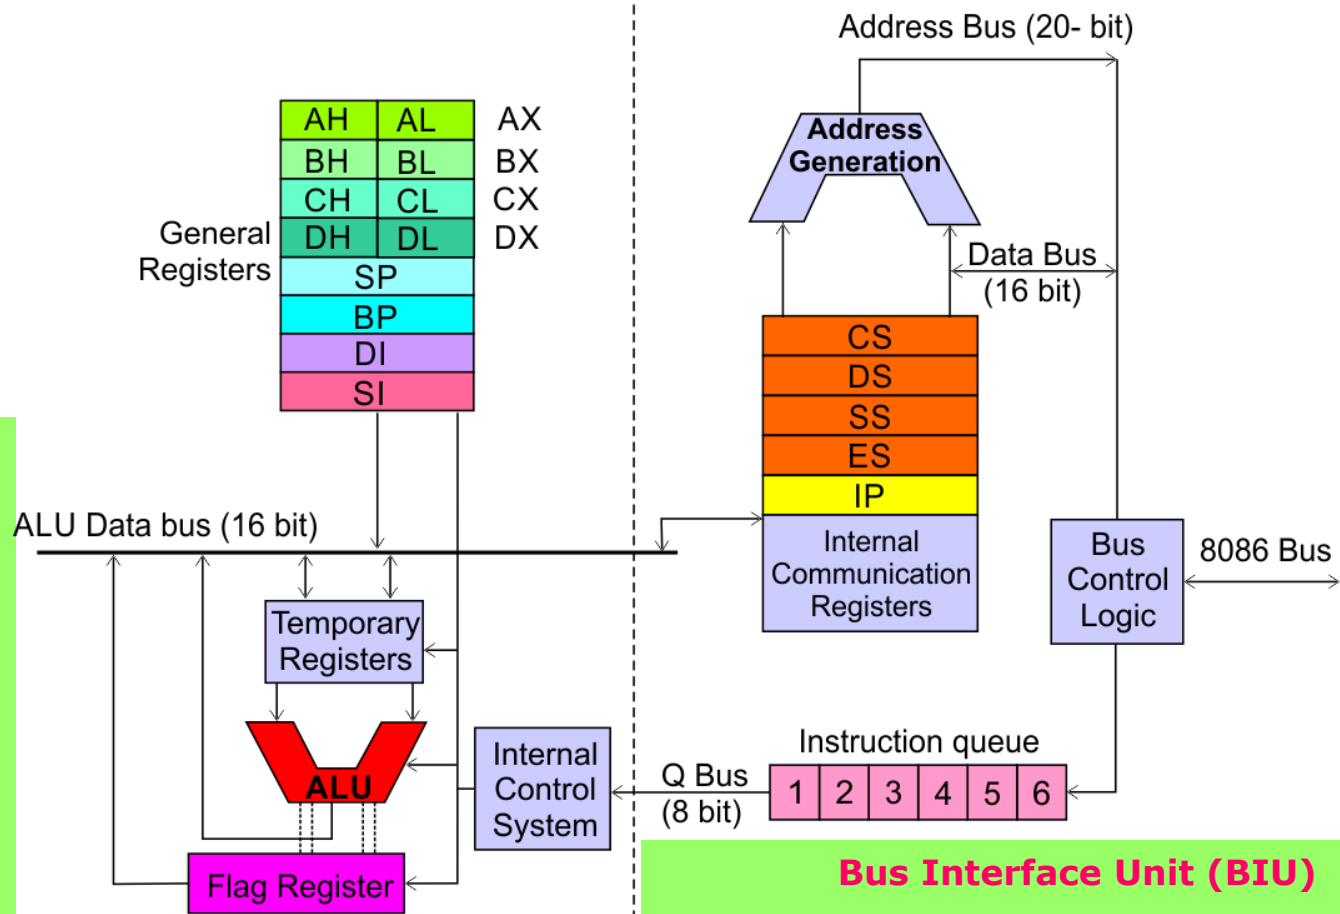 Address Bus (20- bit)
AH AL AX
BH BL BX
CH CL CX
DH DL DX
General
Registers
SP
BP
DI
SI
Address
Generation
Data Bus
(16 bit)
CS
DS
SS
ES
IP
Internal
Communication
Registers
ALU Data bus (16 bit)
Bus
Control
Logic
8086 Bus
Temporary
Registers
ALU
Internal
Control
System
Q Bus
(8 bit)
Instruction queue
1 2 3 4 5 6
Flag Register
Bus Interface Unit (BIU)